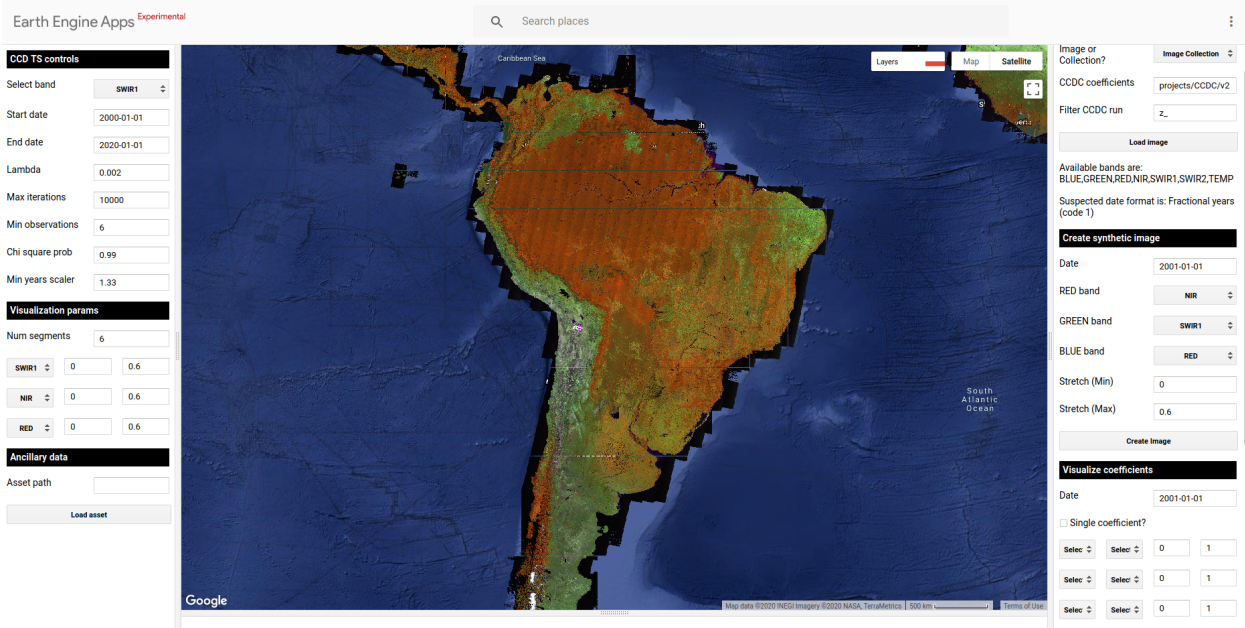 Earth Engine Apps Experimental
Search places
CCD TS controls
Select band
SWIR1
Start date
2000-01-01
End date
2020-01-01
Lambda
0.002
Max iterations
10000
Min observations
6
Chi square prob
0.99
Min years scaler
1.33
Visualization params
Num segments
6
SWIR1
0
0.6
NIR
0
0.6
RED
0
0.6
Ancillary data
Asset path
Load asset
Caribbean Sea
Layers
Map
Satellite
South
Atlantic
Ocean
Google
Map data ©2020 INEGI Imagery ©2020 NASA, TerraMetrics
500 km
Terms of Use
Image or
Collection?
Image Collection
CCDC coefficients
projects/CCDC/v2
Filter CCDC run
z_
Load image
Available bands are:
BLUE,GREEN,RED,NIR,SWIR1,SWIR2,TEMP
Suspected date format is: Fractional years
(code 1)
Create synthetic image
Date
2001-01-01
RED band
NIR
GREEN band
SWIR1
BLUE band
RED
Stretch (Min)
0
Stretch (Max)
0.6
Create Image
Visualize coefficients
Date
2001-01-01
Single coefficient?
Selec
Selec
0
1
Selec
Selec
0
1
Selec
Selec
0
1